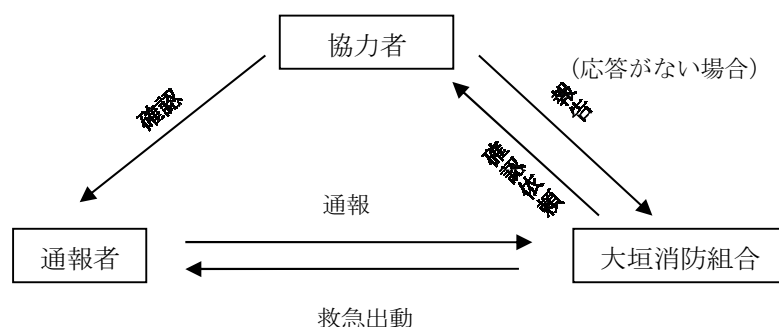 協力者
(応答がない場合)
確認
報告
確認依頼
通報
通報者
大垣消防組合
救急出動